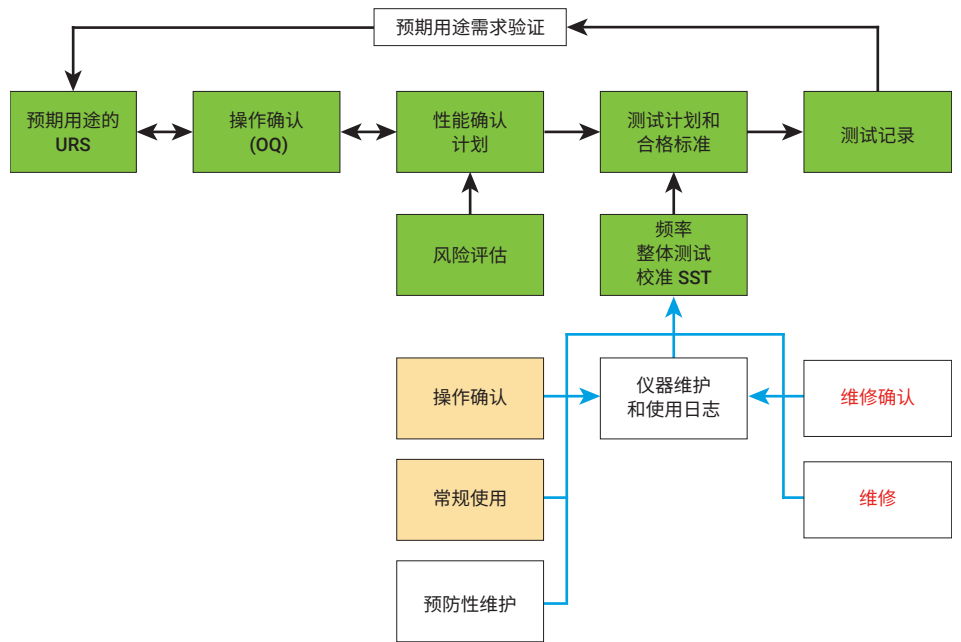 预期用途需求验证
预期用途的
URS
操作确认
(OQ)
性能确认
计划
测试计划和
合格标准
测试记录
风险评估
频率
整体测试
校准 SST
操作确认
仪器维护
和使用日志
维修确认
常规使用
维修
预防性维护